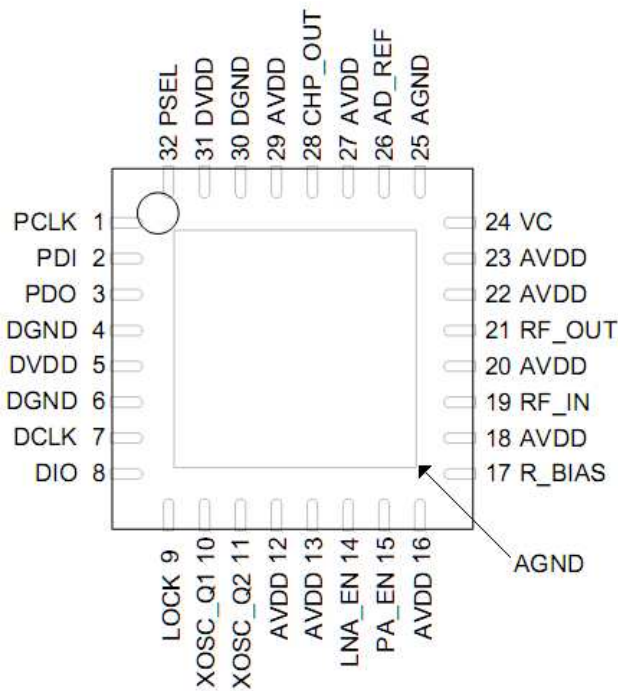 32 PSEL
31 DVDD
30 DGND
29 AVDD
28 CHP_OUT
27 AVDD
26 AD_REF
25 AGND
PCLK 1
PDI 2
PDO 3
DGND 4
DVDD 5
DGND 6
DCLK 7
DIO 8
24 VC
23 AVDD
22 AVDD
21 RF_OUT
20 AVDD
19 RF_IN
18 AVDD
17 R_BIAS
AGND
LOCK 9
XOSC_Q1 10
XOSC_Q2 11
AVDD 12
AVDD 13
LNA_EN 14
PA_EN 15
AVDD 16